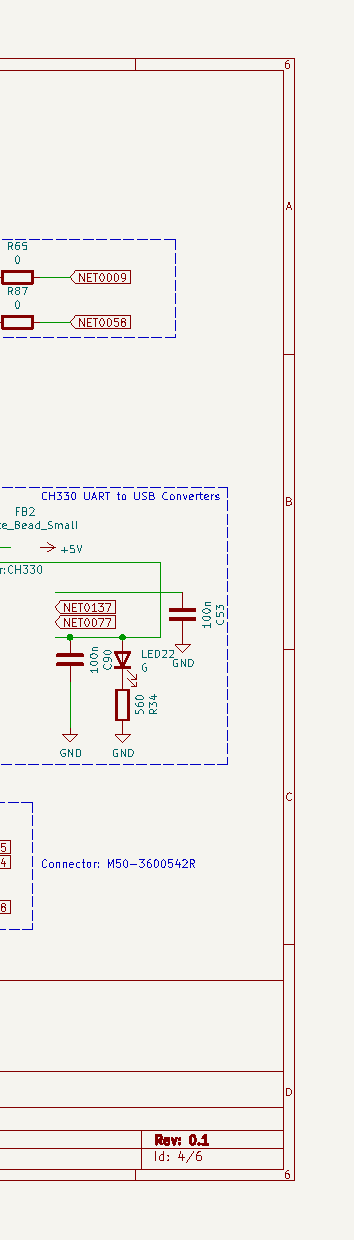 6
A
R65
0
NET0009
R87
0
NET0058
B
CH330 UART to USB Converters
FB2
te_Bead_Small
+5V
r:CH330
NET0137
NET0077
100n
C53
GND
100n
C90
LED22
G
560
R34
GND
GND
C
5
4
Connector: M50-3600542R
6
D
Rev: 0.1
Id: 4/6
6